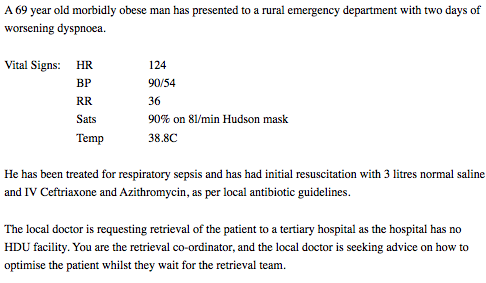 A 69 year old morbidly obese man has presented to a rural emergency department with two days of
worsening dyspnoea.
Vital Signs: HR 124
BP 90/54
RR 36
Sats 90% on 8l/min Hudson mask
Temp 38.8C
He has been treated for respiratory sepsis and has had initial resuscitation with 3 litres normal saline
and IV Ceftriaxone and Azithromycin, as per local antibiotic guidelines.
The local doctor is requesting retrieval of the patient to a tertiary hospital as the hospital has no
HDU facility. You are the retrieval co-ordinator, and the local doctor is seeking advice on how to
optimise the patient whilst they wait for the retrieval team.